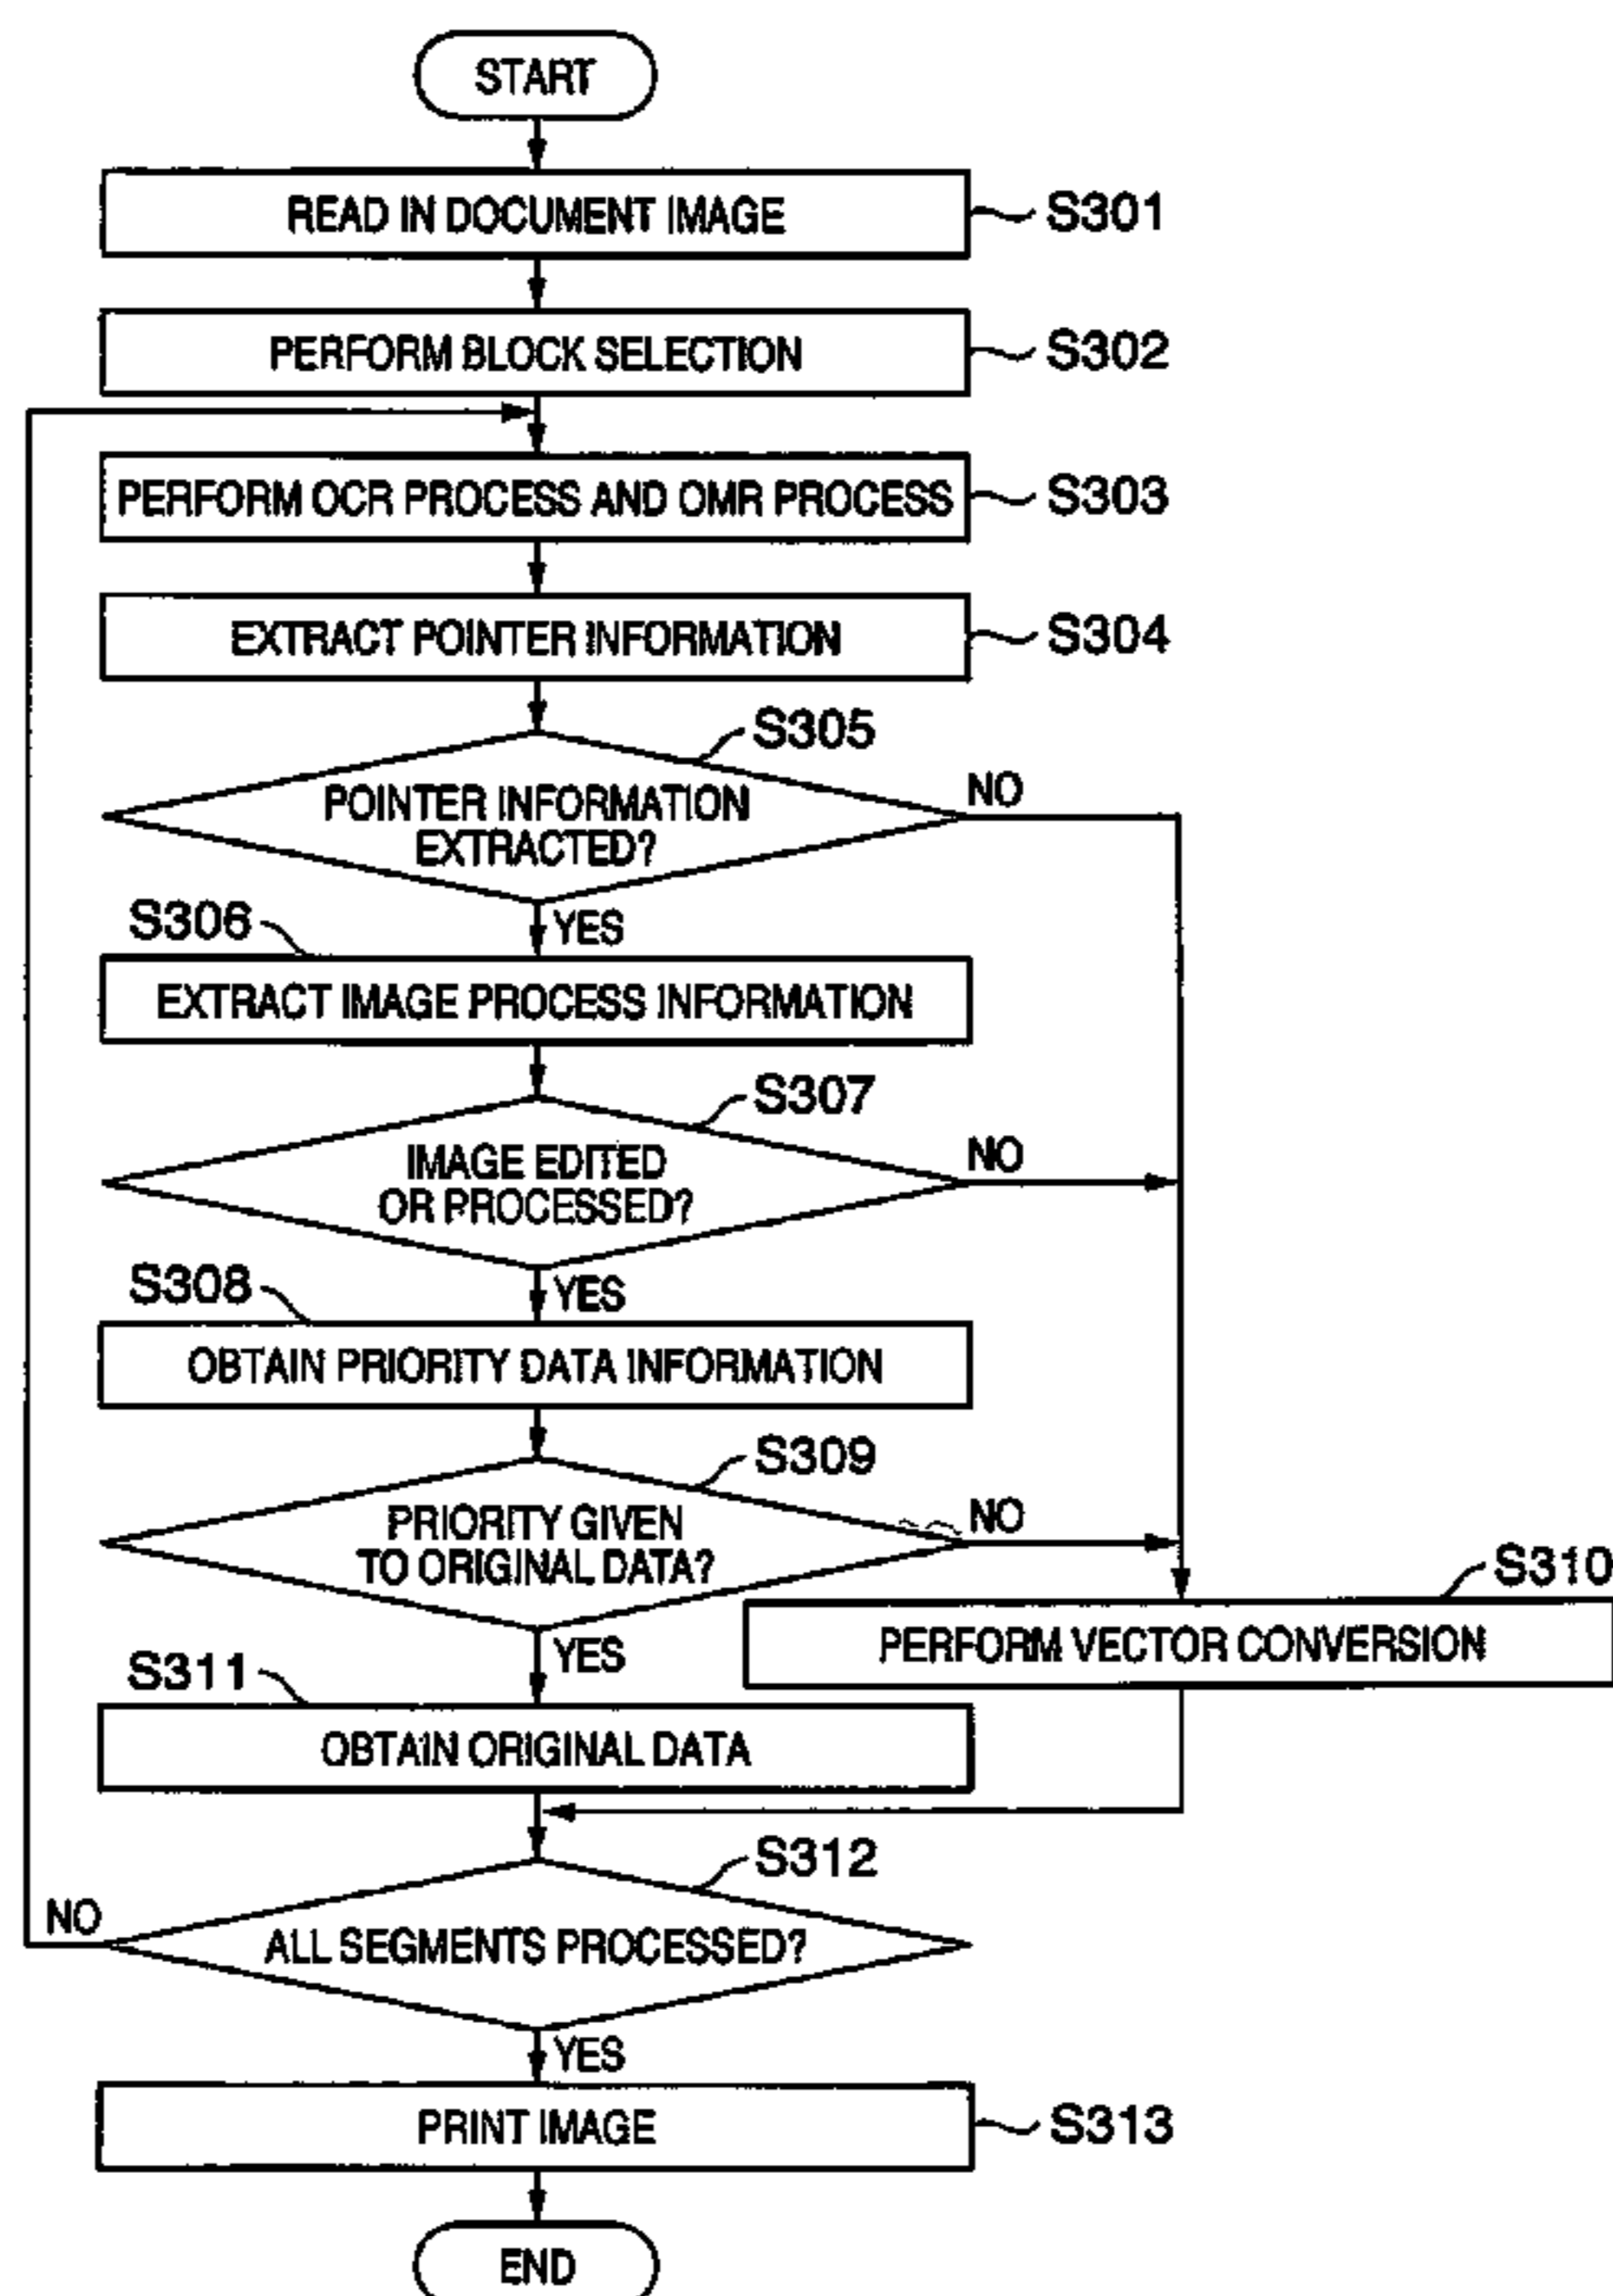 START
READ IN DOCUMENT IMAGE
S301
PERFORM BLOCK SELECTION
S302
PERFORM OCR PROCESS AND OMR PROCESS
S303
EXTRACT POINTER INFORMATION
S304
S305
POINTER INFORMATION
EXTRACTED?
NO
YES
S306
EXTRACT IMAGE PROCESS INFORMATION
S307
IMAGE EDITED
OR PROCESSED?
NO
YES
S308
OBTAIN PRIORITY DATA INFORMATION
S309
PRIORITY GIVEN
TO ORIGINAL DATA?
NO
YES
S310
PERFORM VECTOR CONVERSION
S311
OBTAIN ORIGINAL DATA
S312
ALL SEGMENTS PROCESSED?
NO
YES
PRINT IMAGE
S313
END